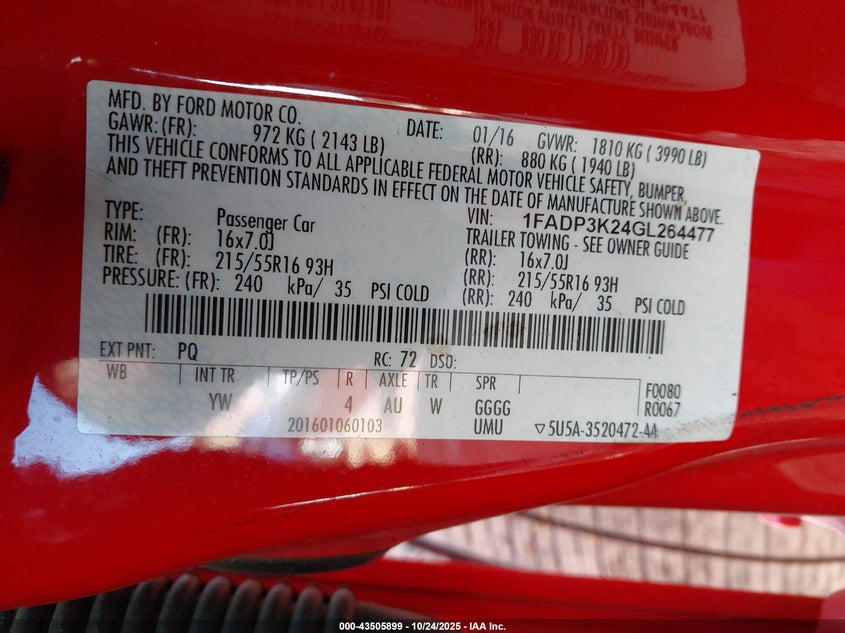 MFD. BY FORD MOTOR CO. DATE: 01/16 GVWR: 1810 KG ( 3990 LB)
GAWR: (FR): 972 KG ( 2143 LB) (RR): 880 KG ( 1940 LB)
THIS VEHICLE CONFORMS TO ALL APPLICABLE FEDERAL MOTOR VEHICLE SAFETY, BUMPER,
AND THEFT PREVENTION STANDARDS IN EFFECT ON THE DATE OF MANUFACTURE SHOWN ABOVE.
VIN: 1FADP3K24GL264477
TYPE: Passenger Car TRAILER TOWING - SEE OWNER GUIDE
RIM: (FR): 16x7.0J (RR): 16x7.0J
TIRE: (FR): 215/55R16 93H (RR): 215/55R16 93H
PRESSURE: (FR): 240 kPa/ 35 PSI COLD (RR): 240 kPa/ 35 PSI COLD
EXT PNT: PQ RC: 72 DSO:
WB INT TR TP/PS R AXLE TR SPR F0080
YW 4 AU W GGGG R0067
201601060103 UMU 5U5A-3520472-AA
000-43505899 • 10/24/2025 - IAA Inc.